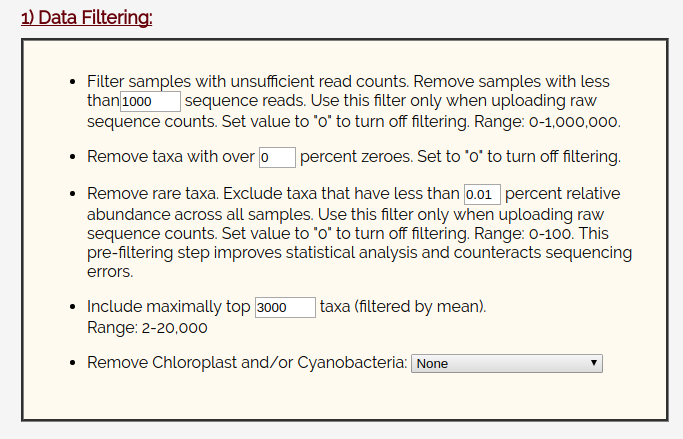 1) Data Filtering:
• Filter samples with unsufficient read counts. Remove samples with less
than 1000 sequence reads. Use this filter only when uploading raw
sequence counts. Set value to "0" to turn off filtering. Range: 0-1,000,000.
• Remove taxa with over 0 percent zeroes. Set to "0" to turn off filtering.
• Remove rare taxa. Exclude taxa that have less than 0.01 percent relative
abundance across all samples. Use this filter only when uploading raw
sequence counts. Set value to "0" to turn off filtering. Range: 0-100. This
pre-filtering step improves statistical analysis and counteracts sequencing
errors.
• Include maximally top 3000 taxa (filtered by mean).
Range: 2-20,000
• Remove Chloroplast and/or Cyanobacteria: None